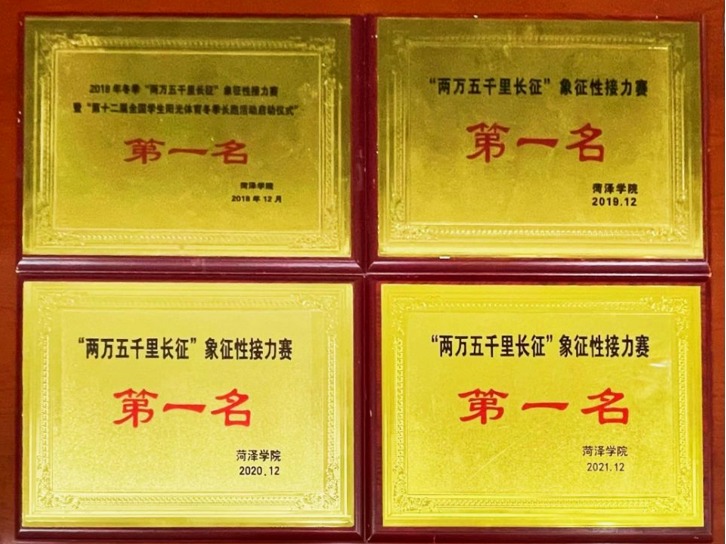 2018年冬季“两万五千里长征”象征性接力赛
暨“第十二届全国学生阳光体育冬季长跑活动启动仪式”
第一名
菏泽学院
2018年12月
“两万五千里长征”象征性接力赛
第一名
菏泽学院
2019.12
“两万五千里长征”象征性接力赛
第一名
菏泽学院
2020.12
“两万五千里长征”象征性接力赛
第一名
菏泽学院
2021.12